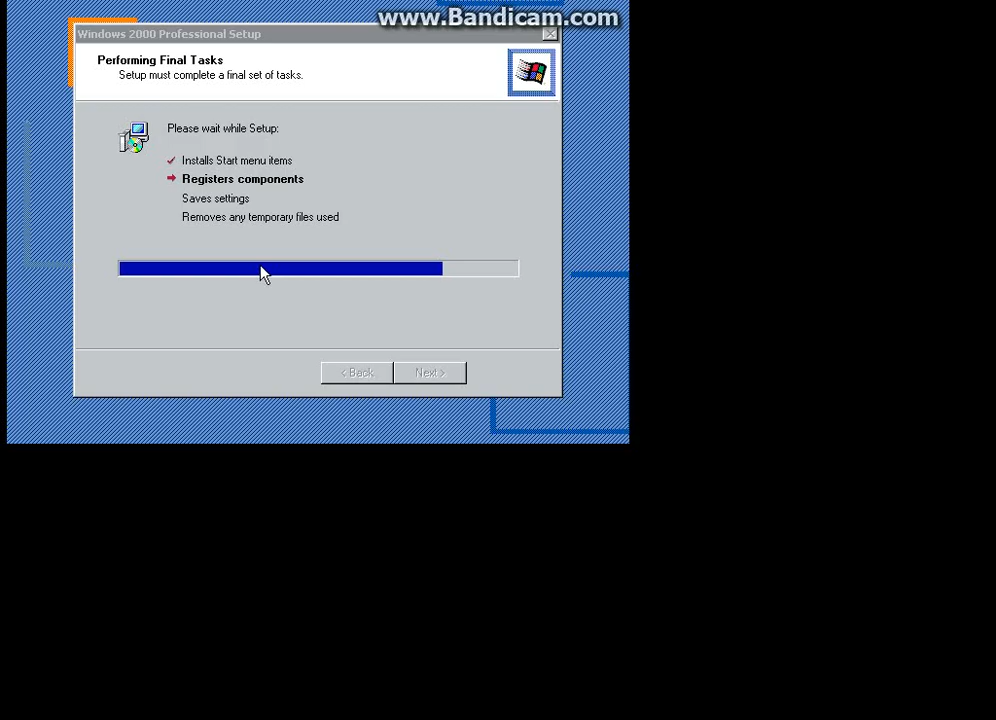 www.Bandicam.com
Windows 2000 Professional Setup
Performing Final Tasks
Setup must complete a final set of tasks.
Please wait while Setup:
Installs Start menu items
Registers components
Saves settings
Removes any temporary files used
< Back
Next >